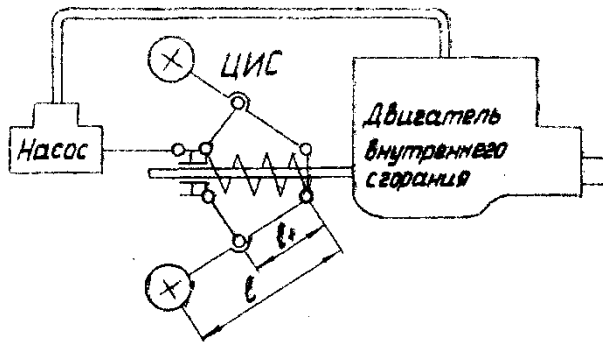 ЦИС
Насос
Двигатель
внутреннего
сгорания
l₁
l